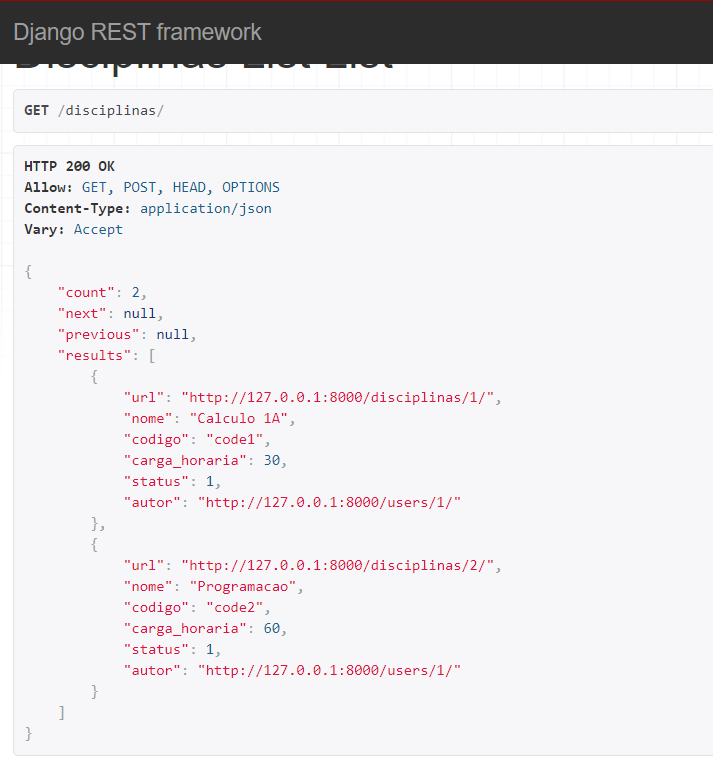 Django REST framework
Disciplinas List List
GET /disciplinas/
HTTP 200 OK
Allow: GET, POST, HEAD, OPTIONS
Content-Type: application/json
Vary: Accept
{
    "count": 2,
    "next": null,
    "previous": null,
    "results": [
        {
            "url": "http://127.0.0.1:8000/disciplinas/1/",
            "nome": "Calculo 1A",
            "codigo": "code1",
            "carga_horaria": 30,
            "status": 1,
            "autor": "http://127.0.0.1:8000/users/1/"
        },
        {
            "url": "http://127.0.0.1:8000/disciplinas/2/",
            "nome": "Programacao",
            "codigo": "code2",
            "carga_horaria": 60,
            "status": 1,
            "autor": "http://127.0.0.1:8000/users/1/"
        }
    ]
}